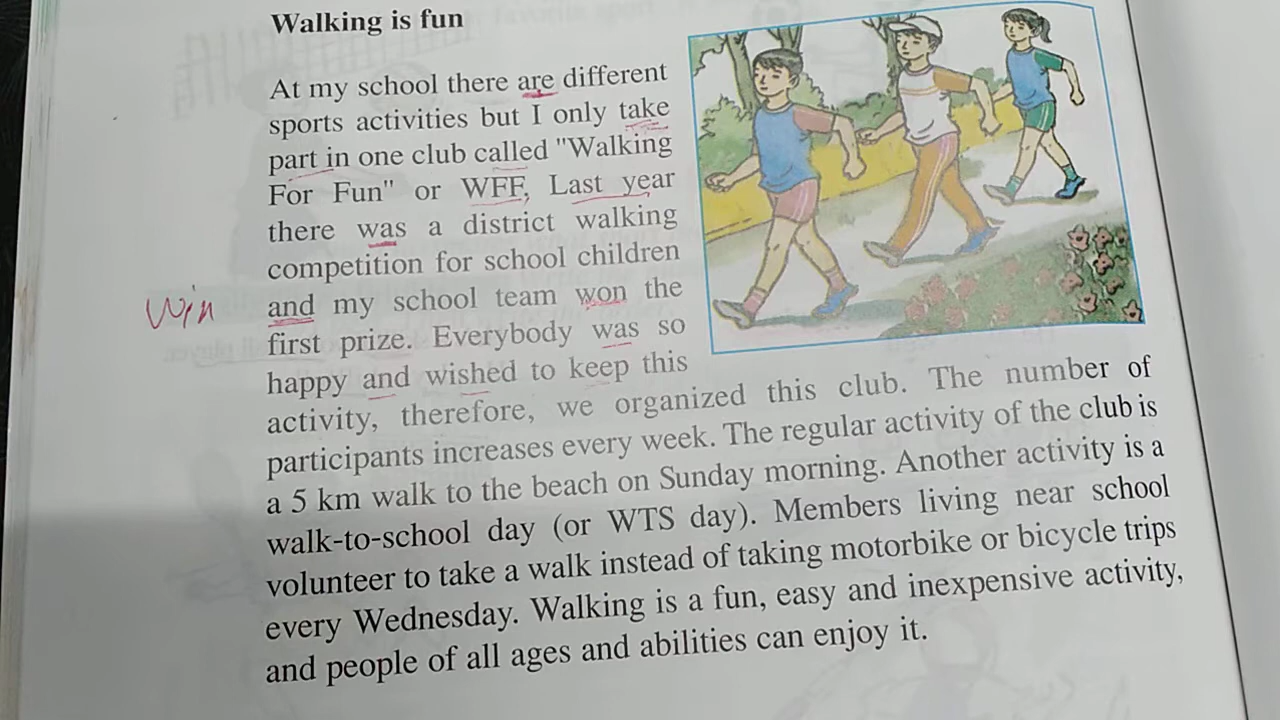 Walking is fun
At my school there are different
sports activities but I only take
part in one club called "Walking
For Fun" or WFF, Last year
there was a district walking
competition for school children
Win
and my school team won the
first prize. Everybody was so
happy and wished to keep this
activity, therefore, we organized this club. The number of
participants increases every week. The regular activity of the club is
a 5 km walk to the beach on Sunday morning. Another activity is a
walk-to-school day (or WTS day). Members living near school
volunteer to take a walk instead of taking motorbike or bicycle trips
every Wednesday. Walking is a fun, easy and inexpensive activity,
and people of all ages and abilities can enjoy it.